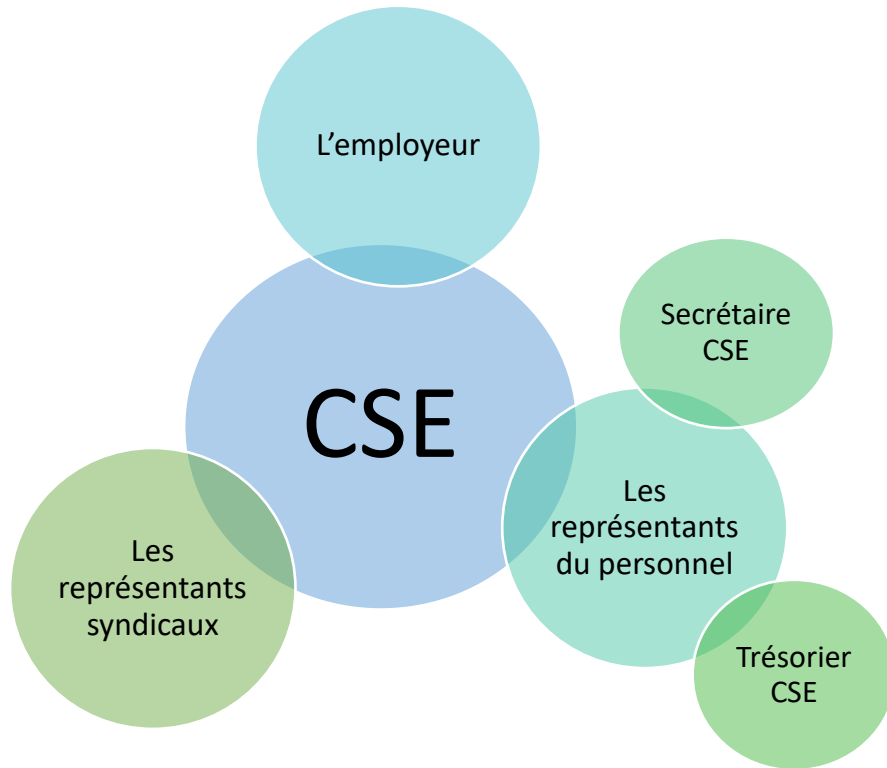 L’employeur
Secrétaire
CSE
CSE
Les
représentants
du personnel
Les
représentants
syndicaux
Trésorier
CSE